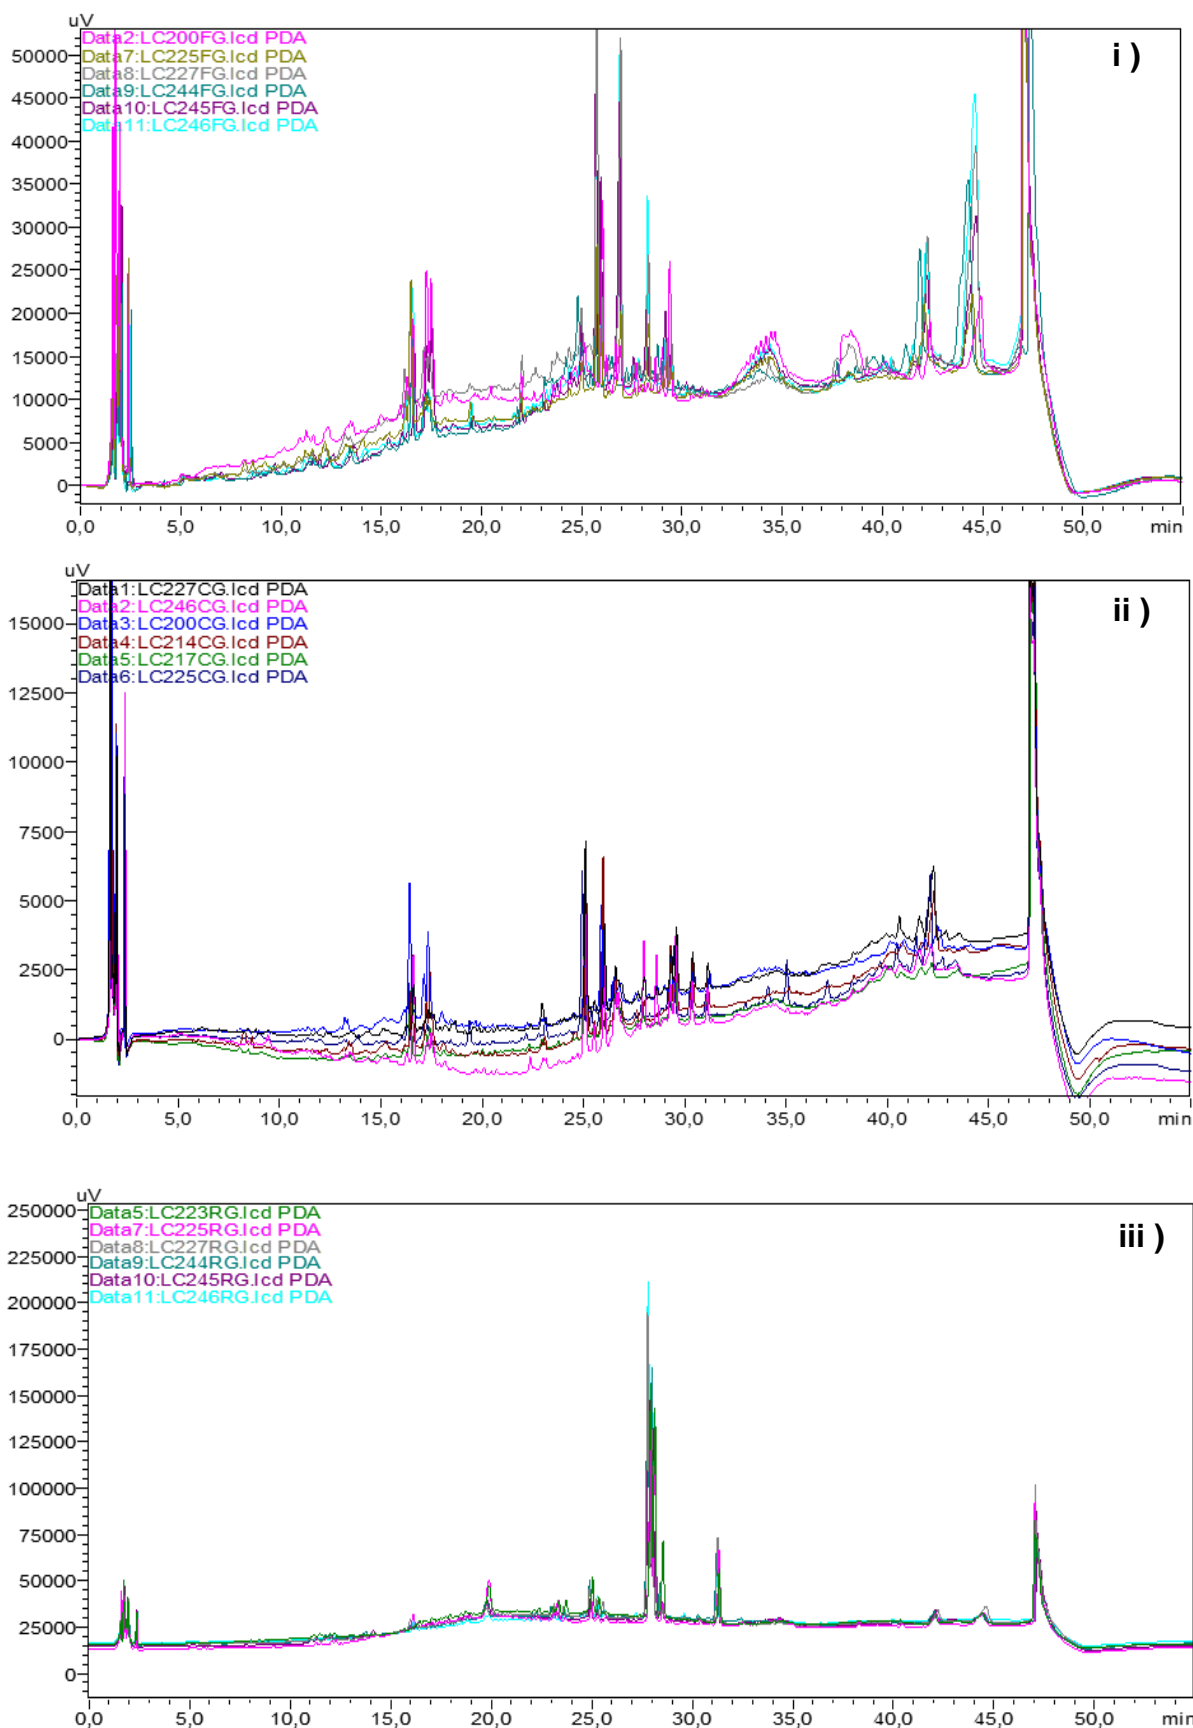 uV
Data2:LC200FG.lcd PDA
Data7:LC225FG.lcd PDA
Data8:LC227FG.lcd PDA
Data9:LC244FG.lcd PDA
Data10:LC245FG.lcd PDA
Data11:LC246FG.lcd PDA
i )
50000
45000
40000
35000
30000
25000
20000
15000
10000
5000
0
0,0 5,0 10,0 15,0 20,0 25,0 30,0 35,0 40,0 45,0 50,0 min
uV
Data1:LC227CG.lcd PDA
Data2:LC246CG.lcd PDA
Data3:LC200CG.lcd PDA
Data4:LC214CG.lcd PDA
Data5:LC217CG.lcd PDA
Data6:LC225CG.lcd PDA
ii )
15000
12500
10000
7500
5000
2500
0
0,0 5,0 10,0 15,0 20,0 25,0 30,0 35,0 40,0 45,0 50,0 min
uV
Data5:LC223RG.lcd PDA
Data7:LC225RG.lcd PDA
Data8:LC227RG.lcd PDA
Data9:LC244RG.lcd PDA
Data10:LC245RG.lcd PDA
Data11:LC246RG.lcd PDA
iii )
250000
225000
200000
175000
150000
125000
100000
75000
50000
25000
0
0,0 5,0 10,0 15,0 20,0 25,0 30,0 35,0 40,0 45,0 50,0 min